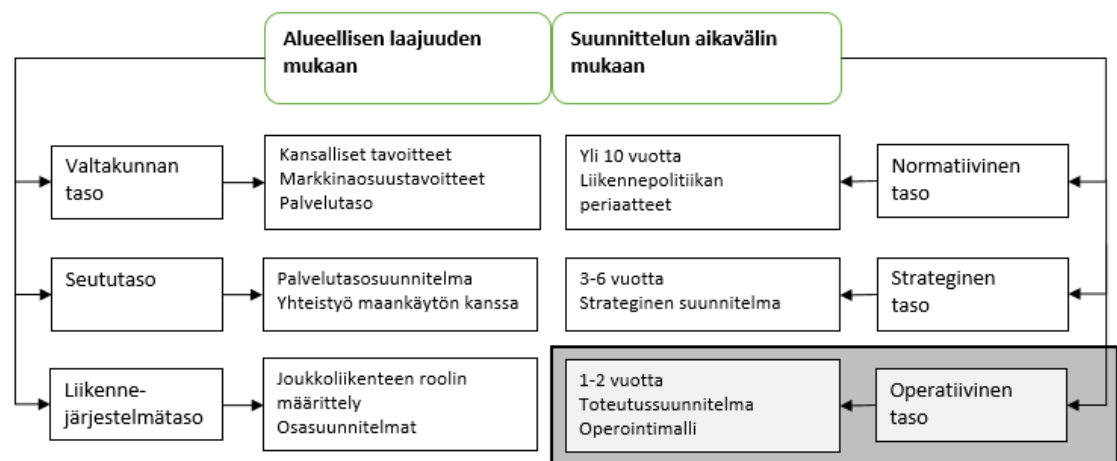 Alueellisen laajuuden
mukaan
Suunnittelun aikavälin
mukaan
Valtakunnan
taso
Kansalliset tavoitteet
Markkinaosuustavoitteet
Palvelutaso
Yli 10 vuotta
Liikennepolitiikan
periaatteet
Normatiivinen
taso
Seututaso
Palvelutasosuunnitelma
Yhteistyö maankäytön kanssa
3-6 vuotta
Strateginen suunnitelma
Strateginen
taso
Liikenne-
järjestelmätaso
Joukkoliikenteen roolin
määrittely
Osasuunnitelmat
1-2 vuotta
Toteutussuunnitelma
Operointimalli
Operatiivinen
taso